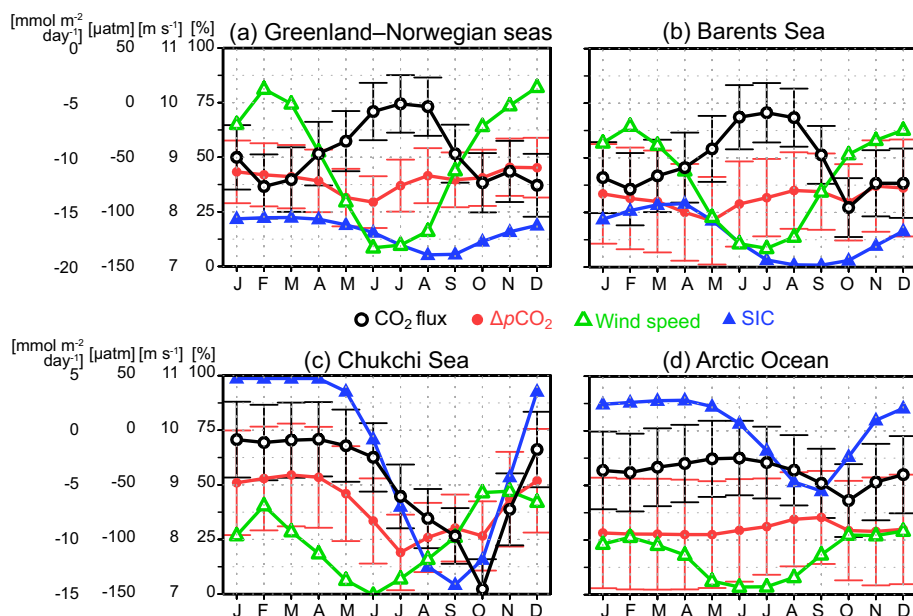 [mmol m⁻² day⁻¹] [µatm] [m s⁻¹] [%]
(a) Greenland–Norwegian seas
(b) Barents Sea
0 50 11 100
-5 0 10 75
-10 -50 9 50
-15 -100 8 25
-20 -150 7 0
J F M A M J J A S O N D
J F M A M J J A S O N D
CO₂ flux ΔpCO₂ Wind speed SIC
[mmol m⁻² day⁻¹] [µatm] [m s⁻¹] [%]
(c) Chukchi Sea
(d) Arctic Ocean
5 50 11 100
0 0 10 75
-5 -50 9 50
-10 -100 8 25
-15 -150 7 0
J F M A M J J A S O N D
J F M A M J J A S O N D